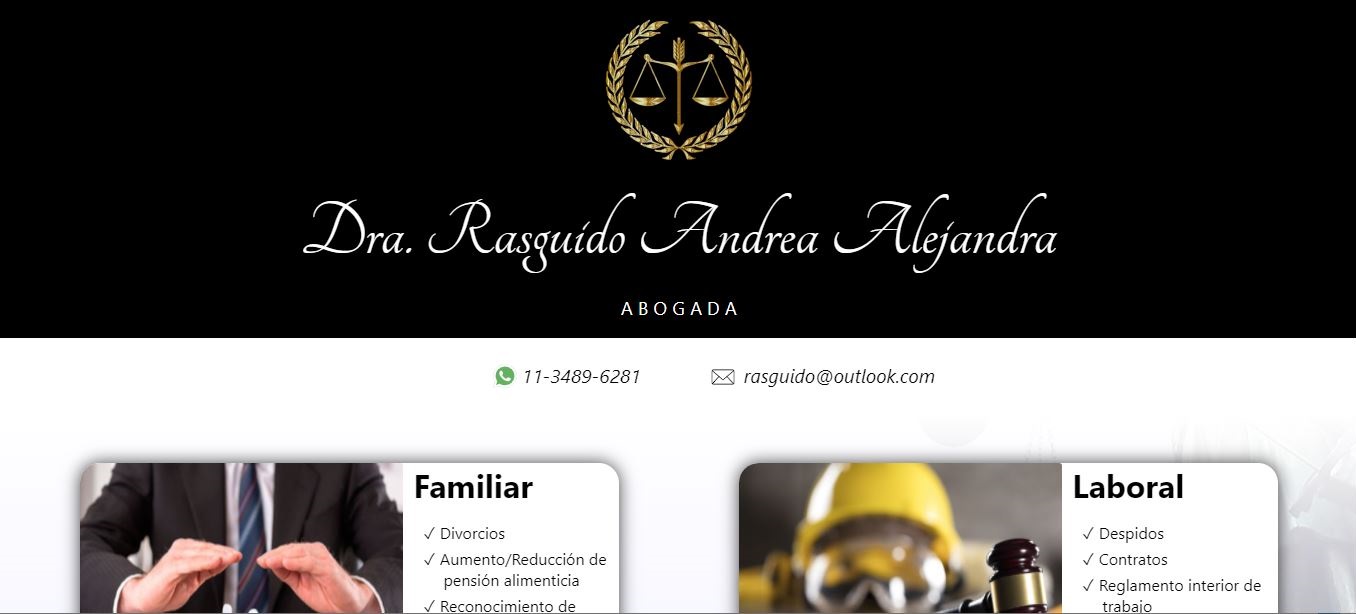 Dra. Rasguido Andrea Alejandra
ABOGADA
11-3489-6281
rasguido@outlook.com
Familiar
✓ Divorcios
✓ Aumento/Reducción de
pensión alimenticia
✓ Reconocimiento de
Laboral
✓ Despidos
✓ Contratos
✓ Reglamento interior de
trabajo